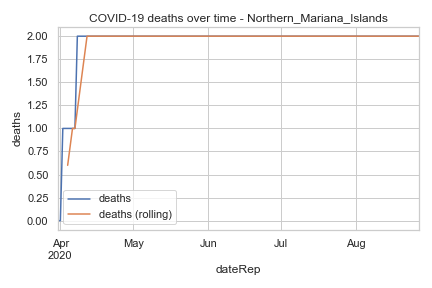 COVID-19 deaths over time - Northern_Mariana_Islands
2.00
1.75
1.50
1.25
1.00
0.75
0.50
0.25
0.00
deaths
deaths
deaths (rolling)
Apr May Jun Jul Aug
2020
dateRep